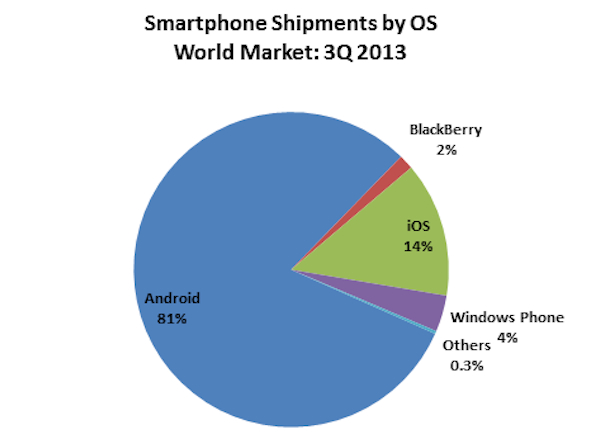 Smartphone Shipments by OS
World Market: 3Q 2013
BlackBerry
2%
iOS
14%
Android
81%
Windows Phone
4%
Others
0.3%